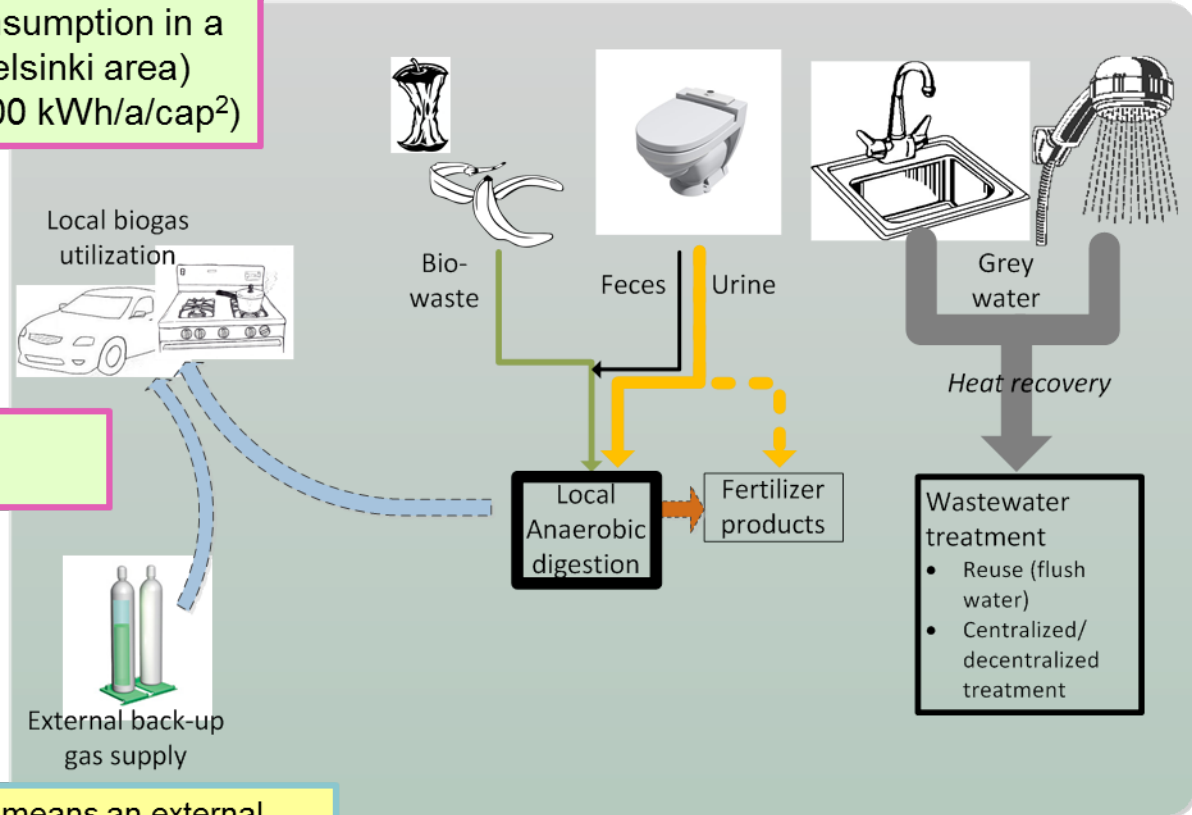 nsumption in a
elsinki area)
00 kWh/a/cap²)
Local biogas
utilization
Bio-
waste
Feces
Urine
Grey
water
Heat recovery
Local
Anaerobic
digestion
Fertilizer
products
Wastewater
treatment
• Reuse (flush
water)
• Centralized/
decentralized
treatment
External back-up
gas supply
means an external